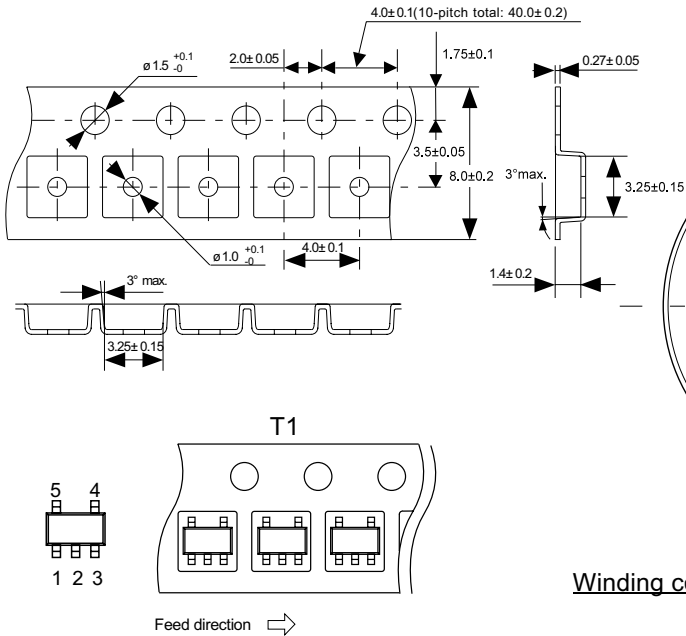 4.0±0.1(10-pitch total: 40.0±0.2)
ø1.5 +0.1 -0
2.0±0.05
1.75±0.1
0.27±0.05
3.5±0.05
8.0±0.2
3°max.
3.25±0.15
ø1.0 +0.1 -0
4.0±0.1
1.4±0.2
3° max.
3.25±0.15
T1
5 4
1 2 3
Feed direction
Winding c